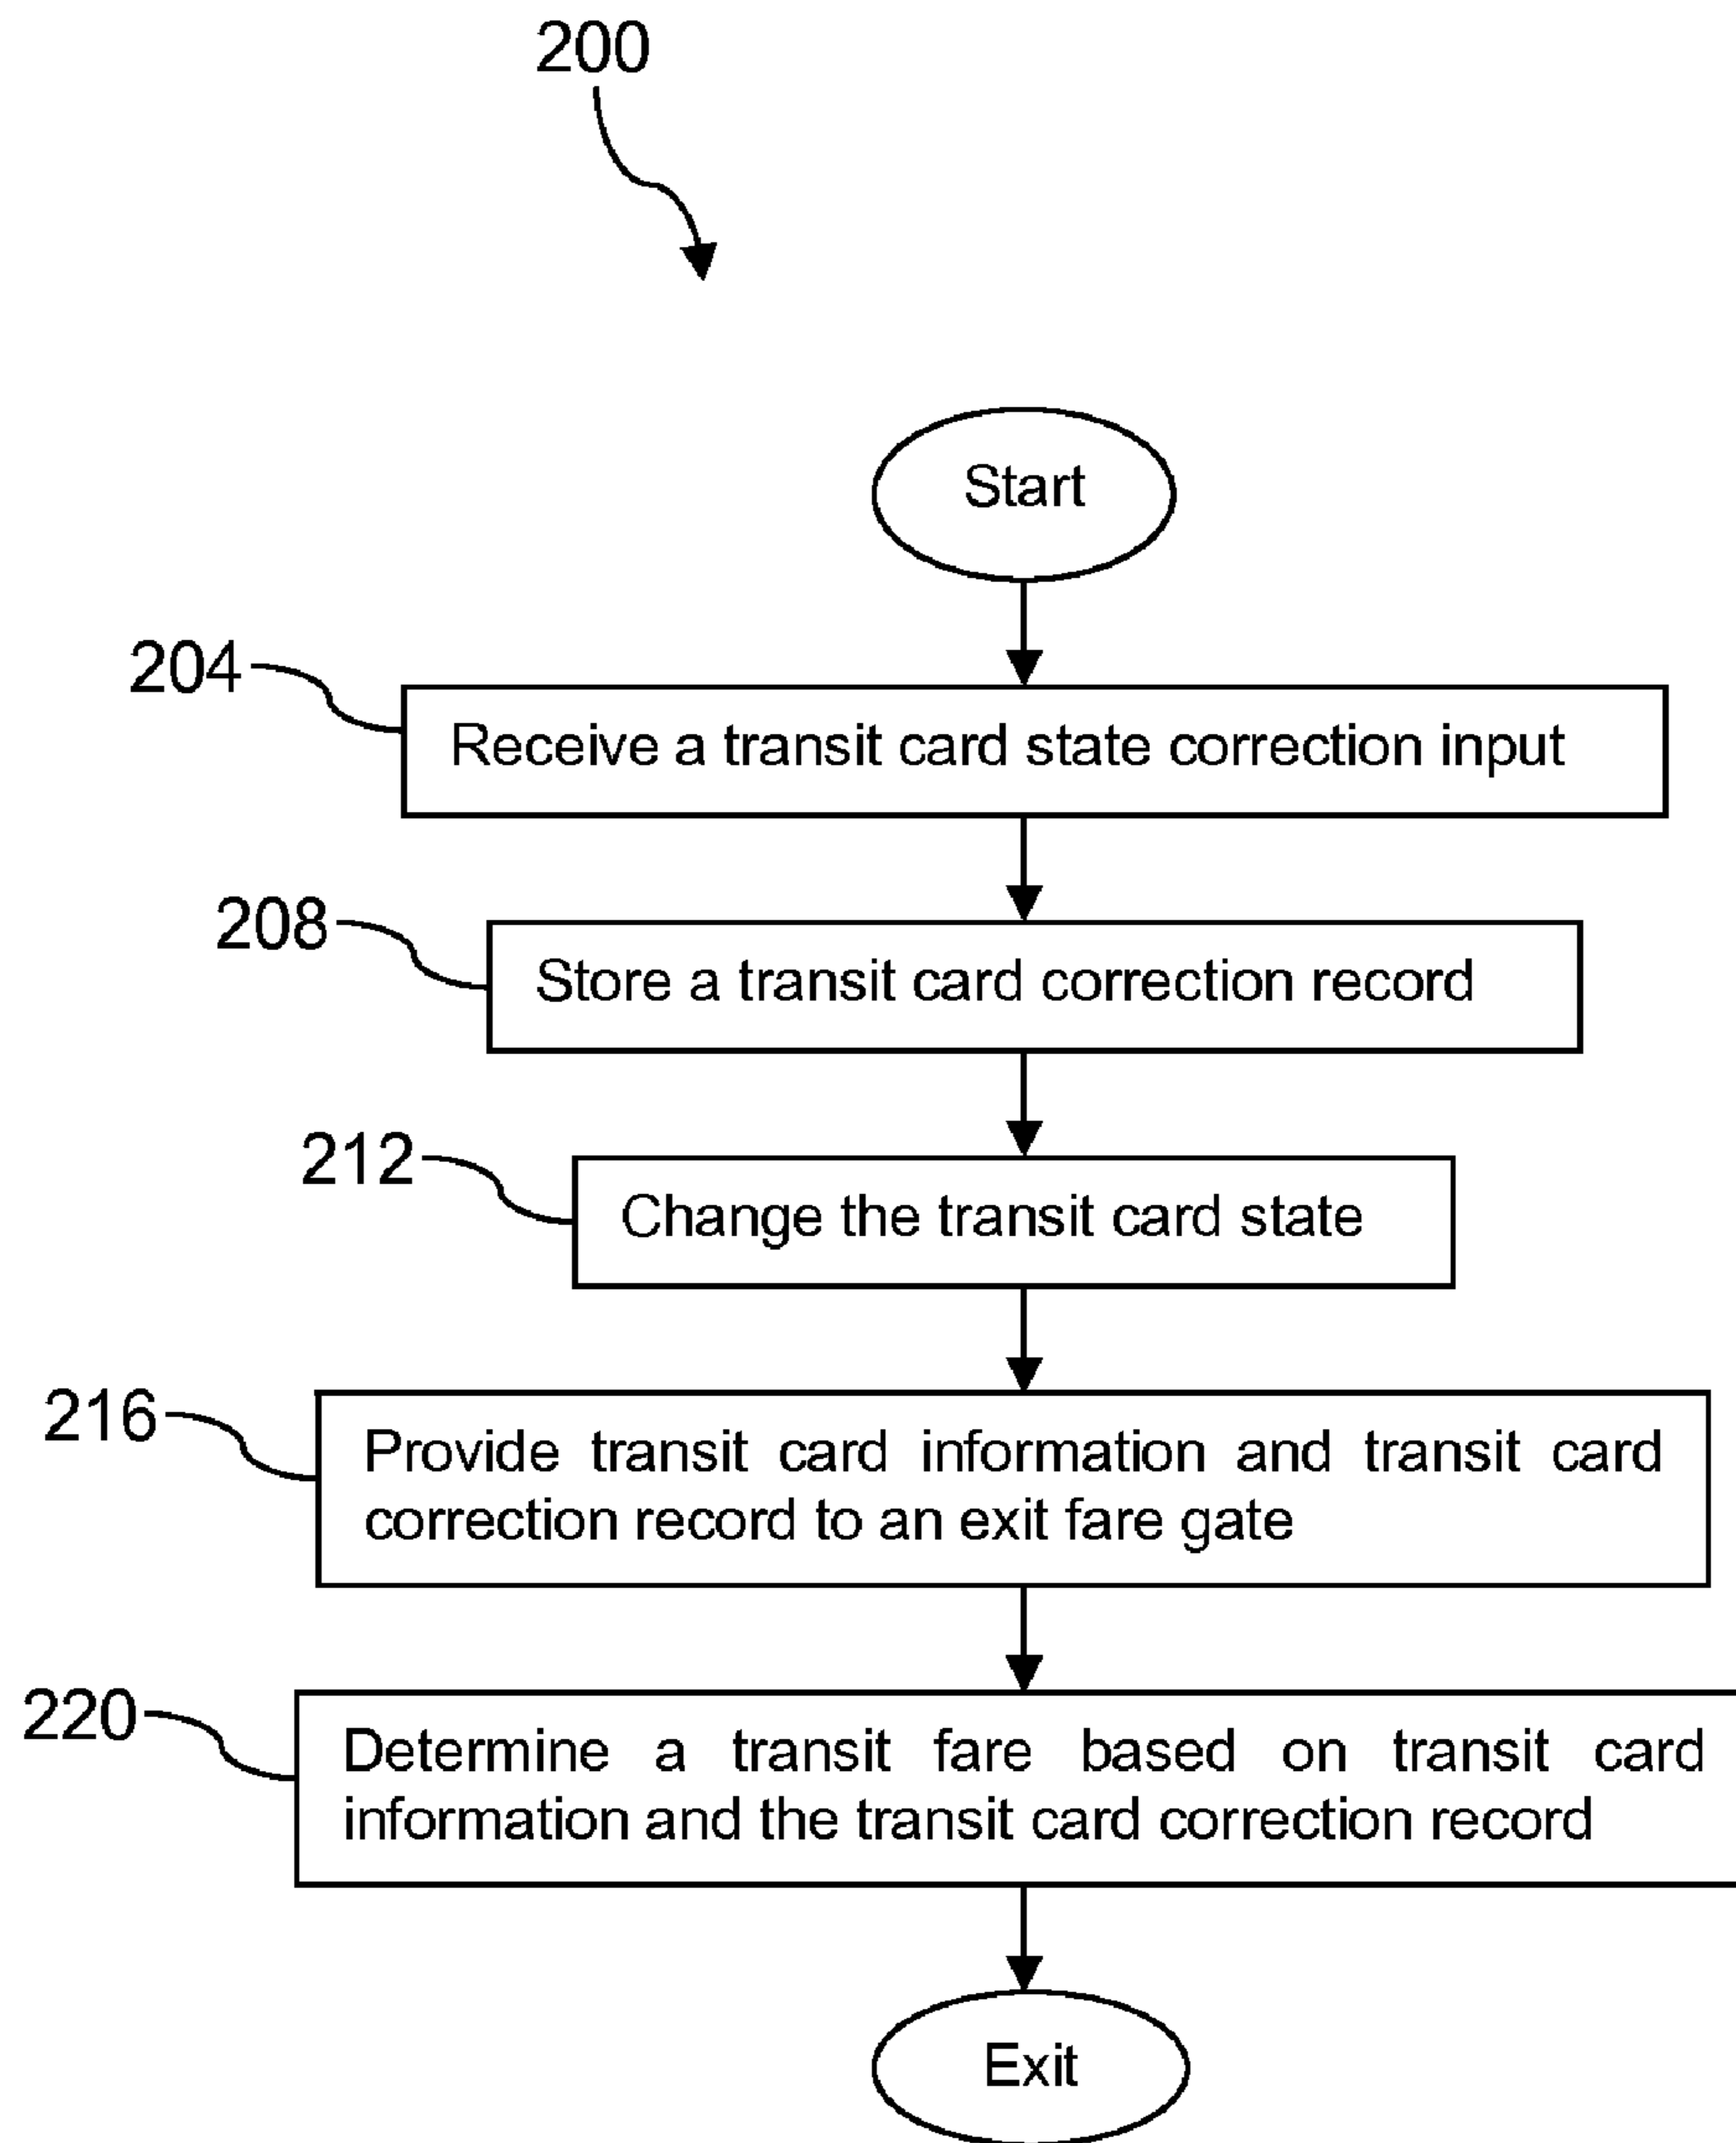 200
Start
204
Receive a transit card state correction input
208
Store a transit card correction record
212
Change the transit card state
216
Provide transit card information and transit card
correction record to an exit fare gate
220
Determine a transit fare based on transit card
information and the transit card correction record
Exit